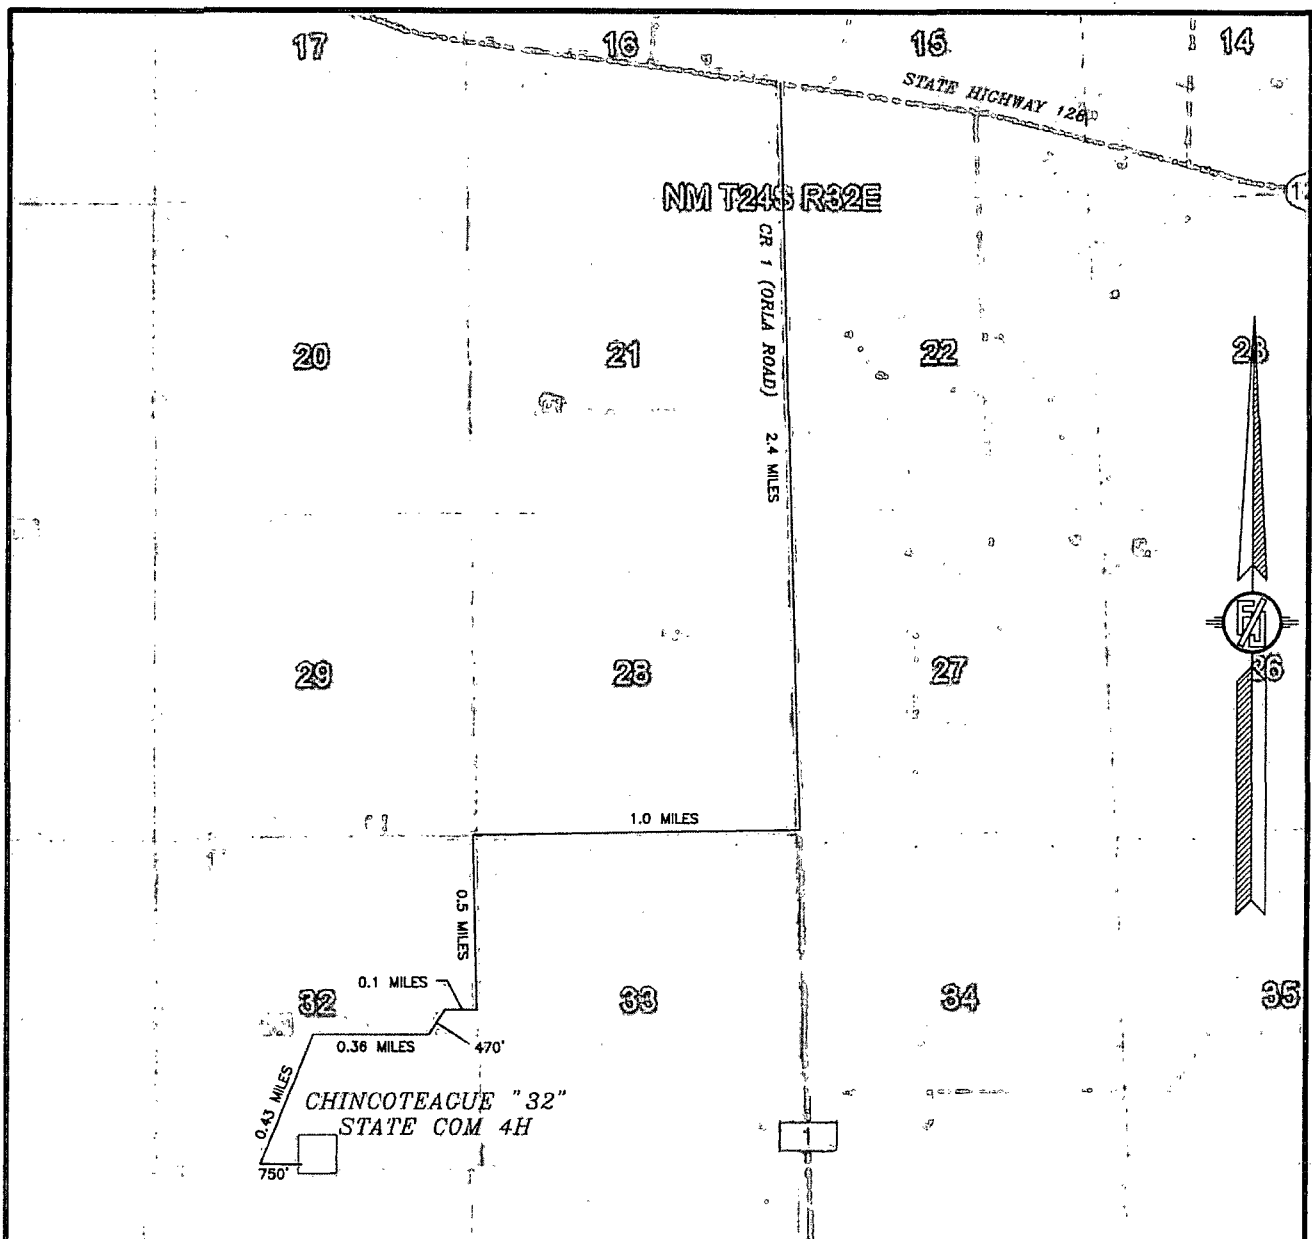 17
16
15
14
STATE HIGHWAY 128
NM T24S R32E
CR 1 (ORLA ROAD)
2.4 MILES
20
21
22
23
29
28
27
26
1.0 MILES
0.5 MILES
0.1 MILES
32
33
34
35
0.36 MILES
470'
0.43 MILES
CHINCOTEAGUE "32"
STATE COM 4H
750'
1